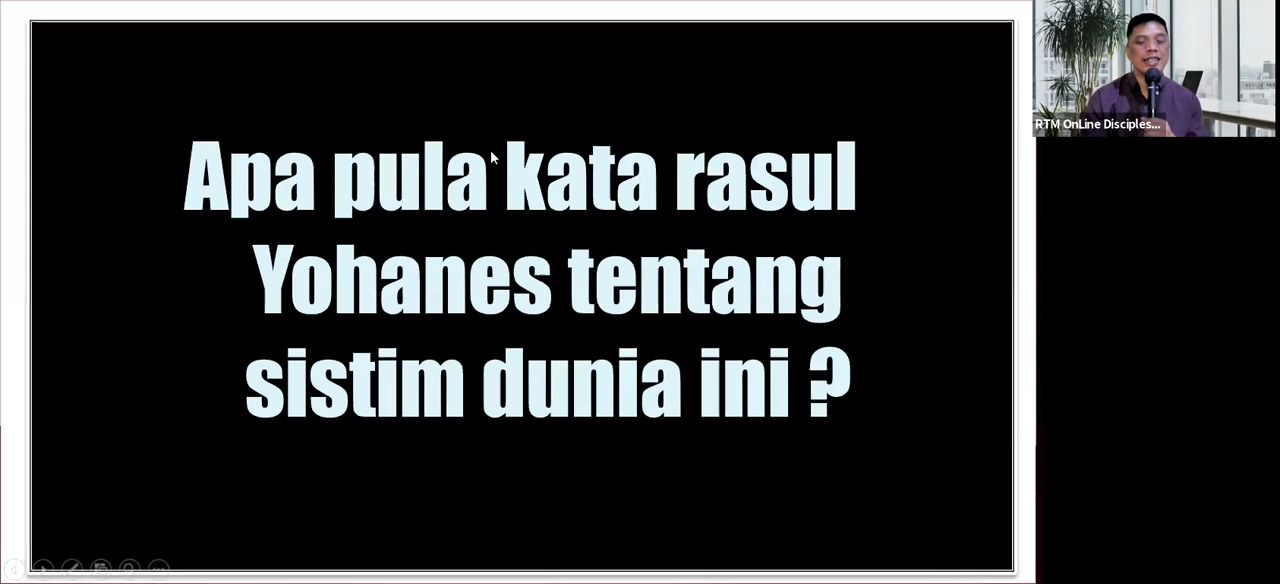 Apa pula kata rasul
Yohanes tentang
sistim dunia ini ?
RTM OnLine Disciples...